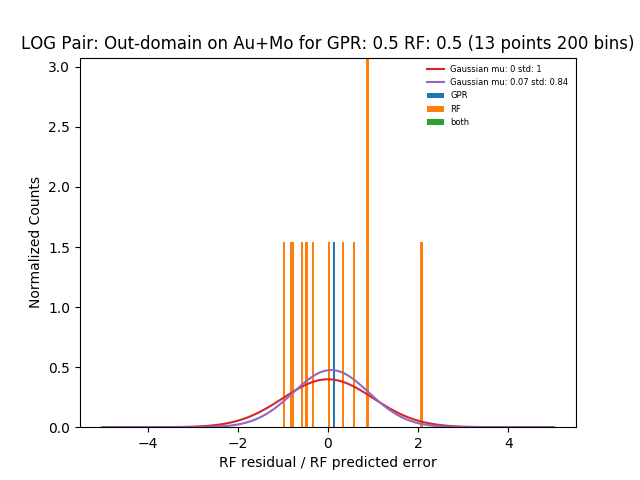 LOG Pair: Out-domain on Au+Mo for GPR: 0.5 RF: 0.5 (13 points 200 bins)
Gaussian mu: 0 std: 1
Gaussian mu: 0.07 std: 0.84
GPR
RF
both
Normalized Counts
3.0
2.5
2.0
1.5
1.0
0.5
0.0
−4 −2 0 2 4
RF residual / RF predicted error